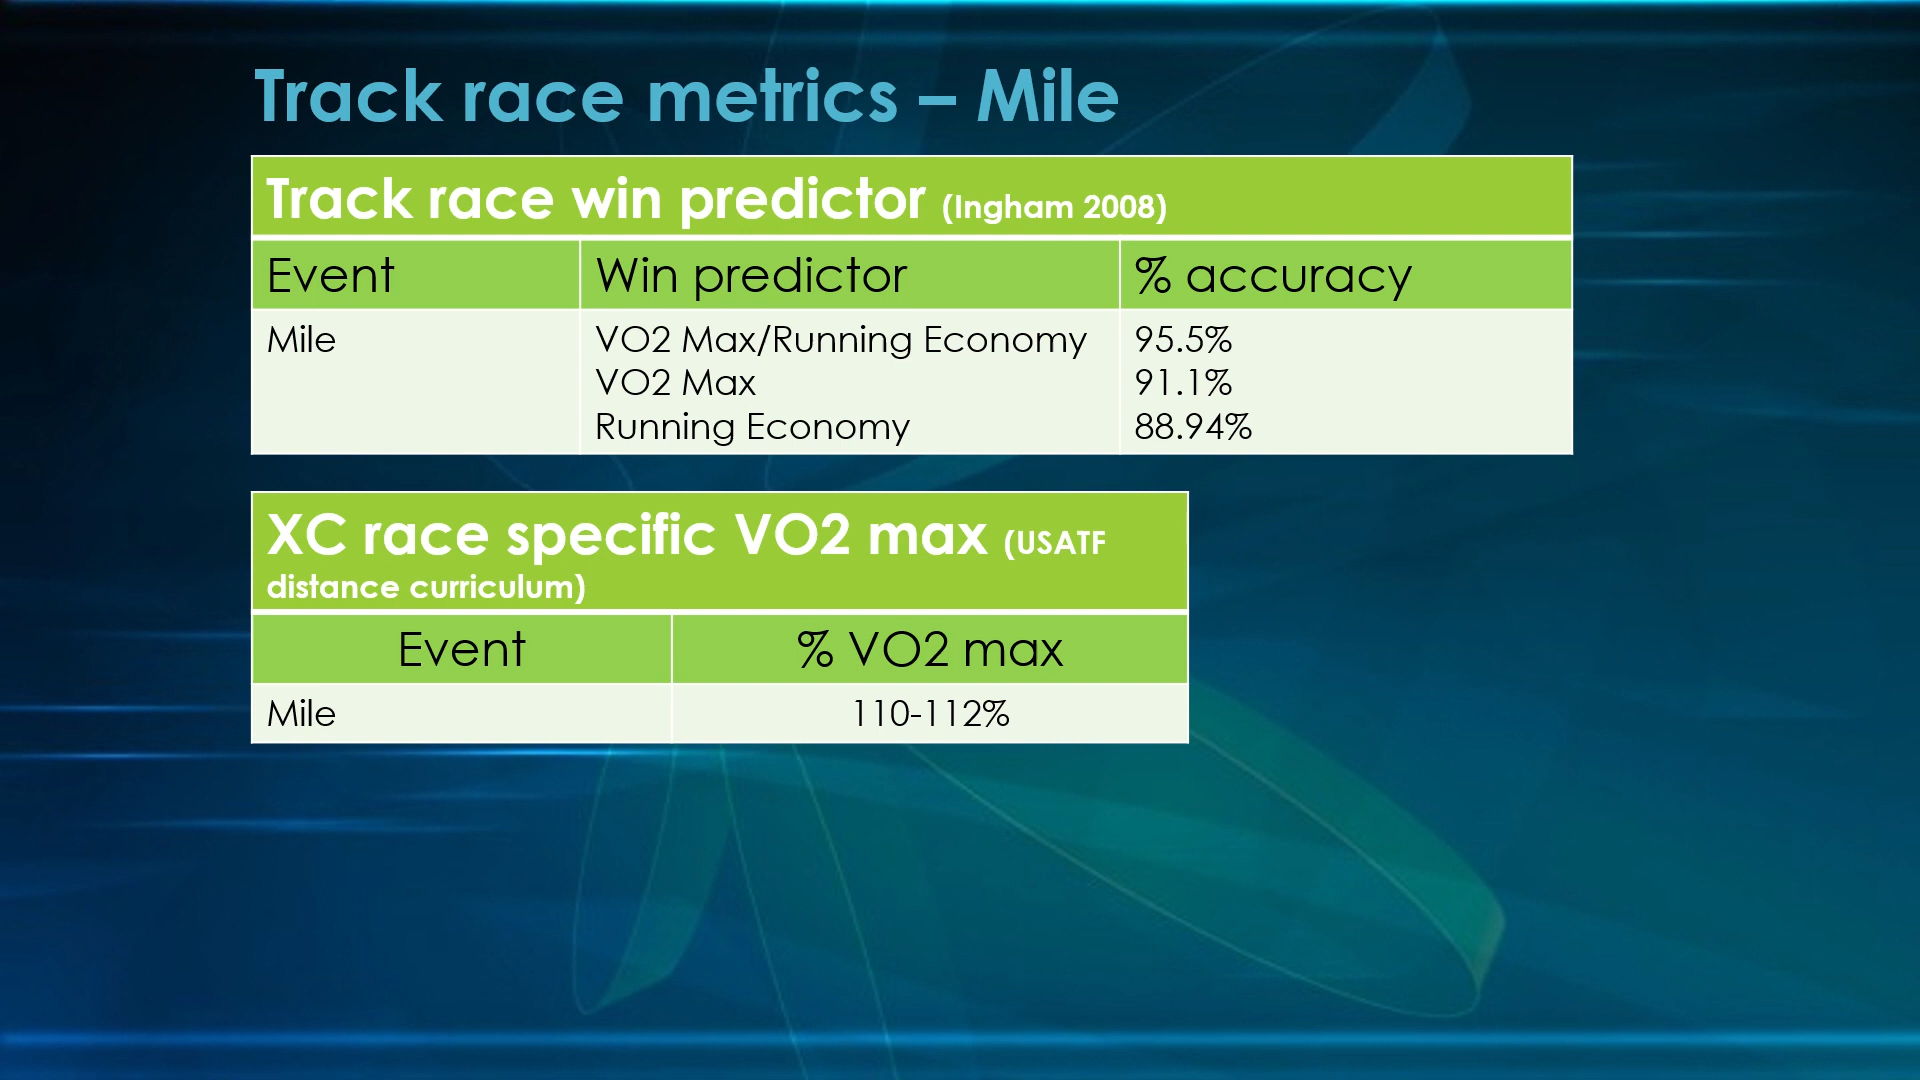 Track race metrics – Mile
Track race win predictor (Ingham 2008)
Event Win predictor % accuracy
Mile VO2 Max/Running Economy 95.5%
VO2 Max 91.1%
Running Economy 88.94%
XC race specific VO2 max (USATF
distance curriculum)
Event % VO2 max
Mile 110-112%